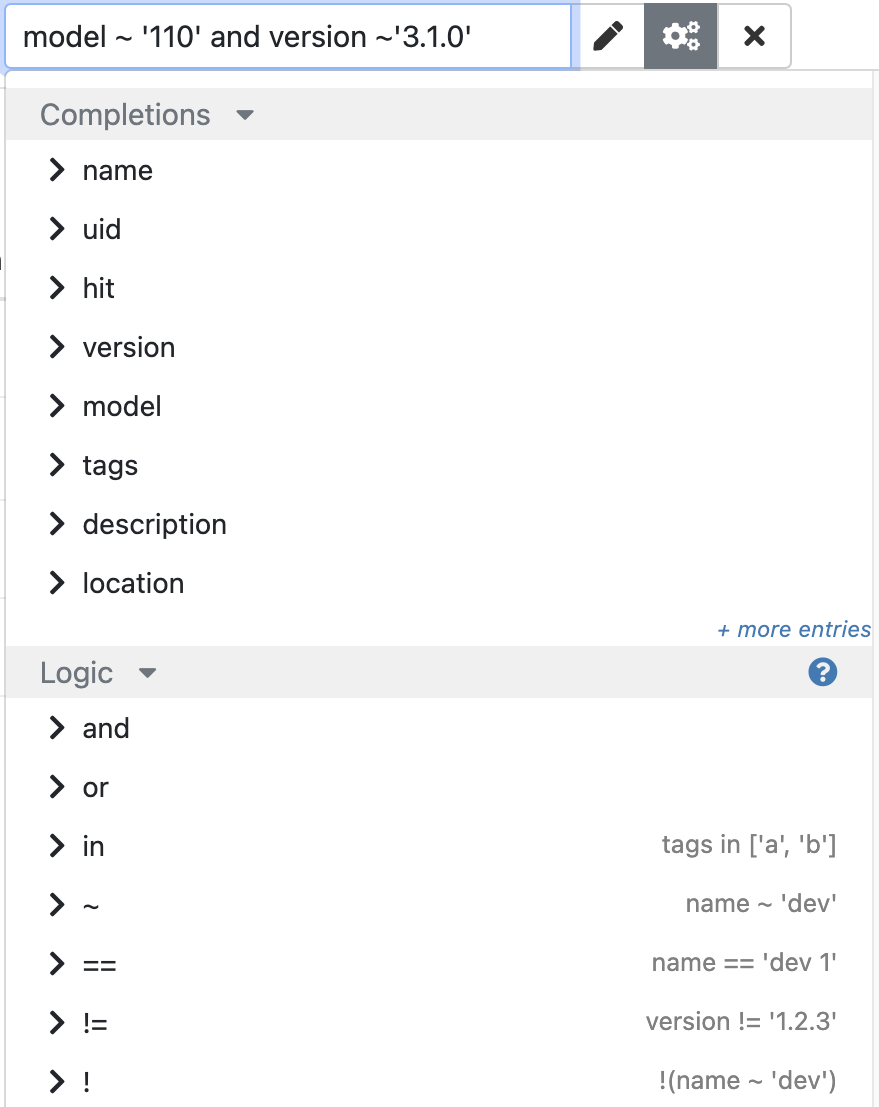 model ~ '110' and version ~'3.1.0'
Completions
name
uid
hit
version
model
tags
description
location
+ more entries
Logic ?
and
or
in tags in ['a', 'b']
~ name ~ 'dev'
== name == 'dev 1'
!= version != '1.2.3'
! !(name ~ 'dev')